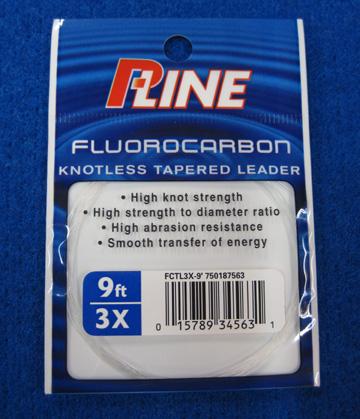 P-LINE
FLUOROCARBON
KNOTLESS TAPERED LEADER
• High knot strength
• High strength to diameter ratio
• High abrasion resistance
• Smooth transfer of energy
9ft
3X
FCTL3X-9' 750187563
0 15789 34563 1